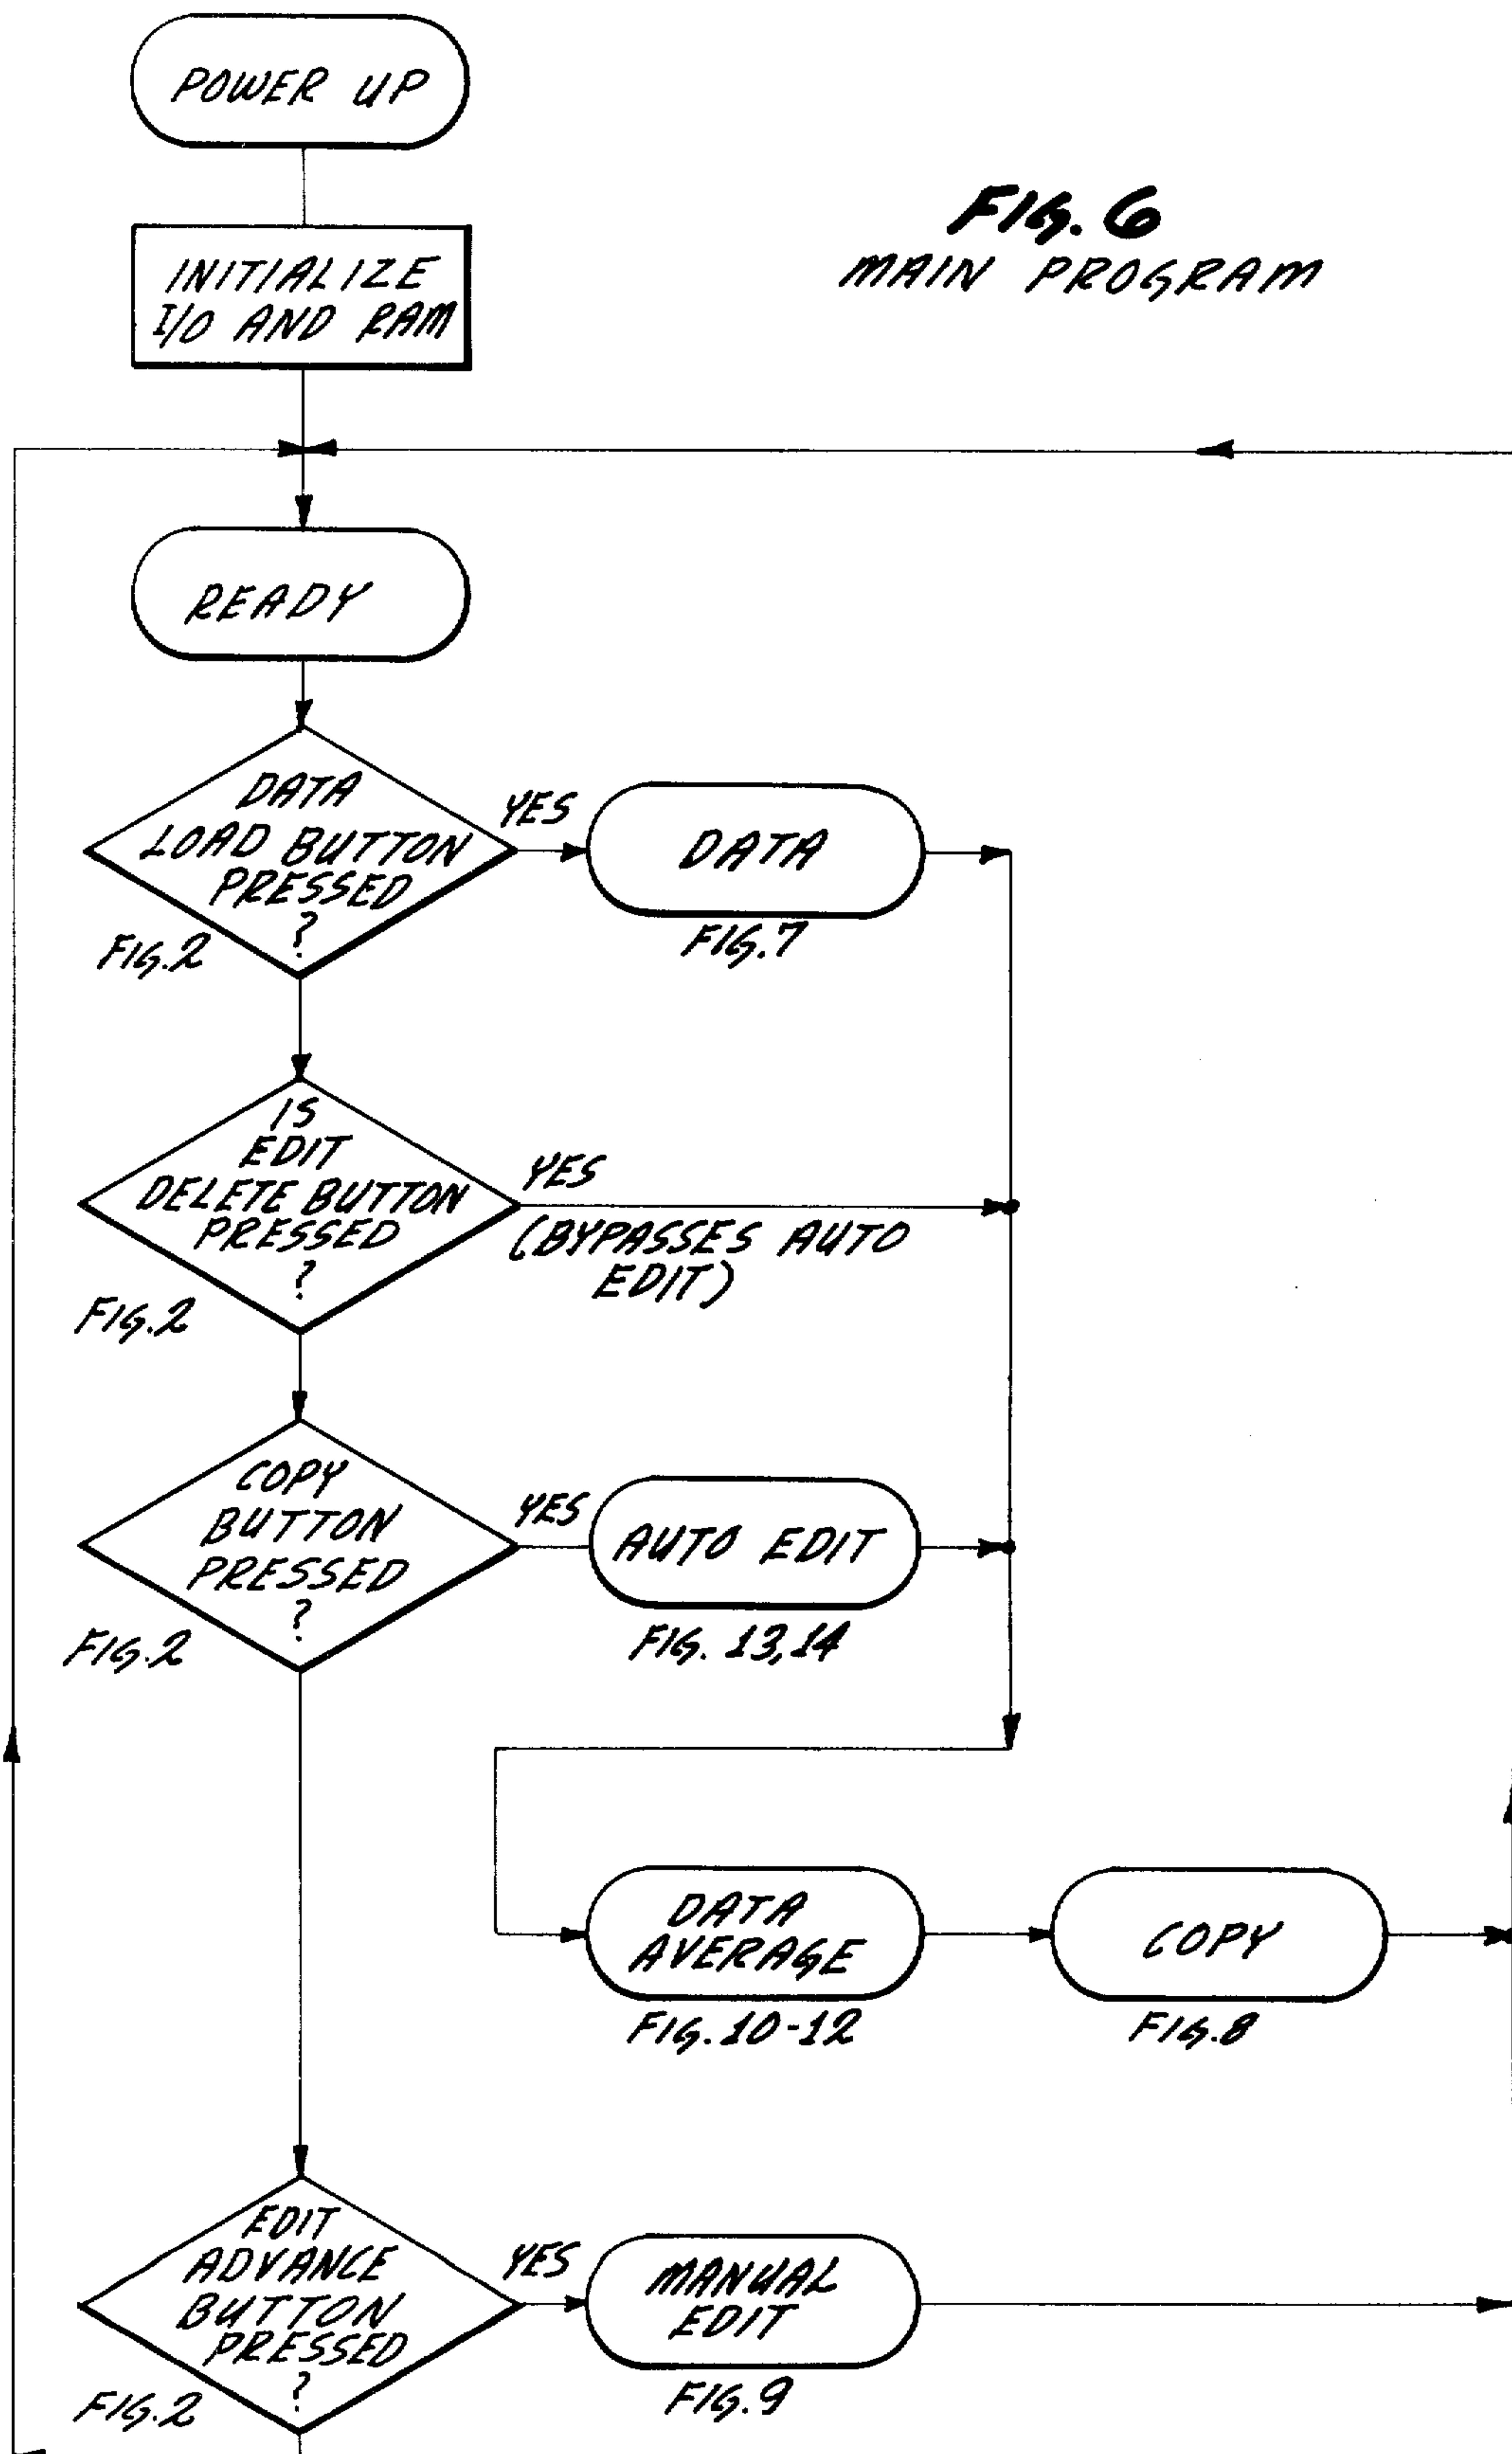 POWER UP
FIG. 6
MAIN PROGRAM
INITIALIZE
I/O AND RAM
READY
DATA
LOAD BUTTON
PRESSED
?
FIG. 2
YES
DATA
FIG. 7
IS
EDIT
DELETE BUTTON
PRESSED
?
FIG. 2
YES
(BYPASSES AUTO
EDIT)
COPY
BUTTON
PRESSED
?
FIG. 2
YES
AUTO EDIT
FIG. 13,14
DATA
AVERAGE
FIG. 10-12
COPY
FIG. 8
EDIT
ADVANCE
BUTTON
PRESSED
?
FIG. 2
YES
MANUAL
EDIT
FIG. 9